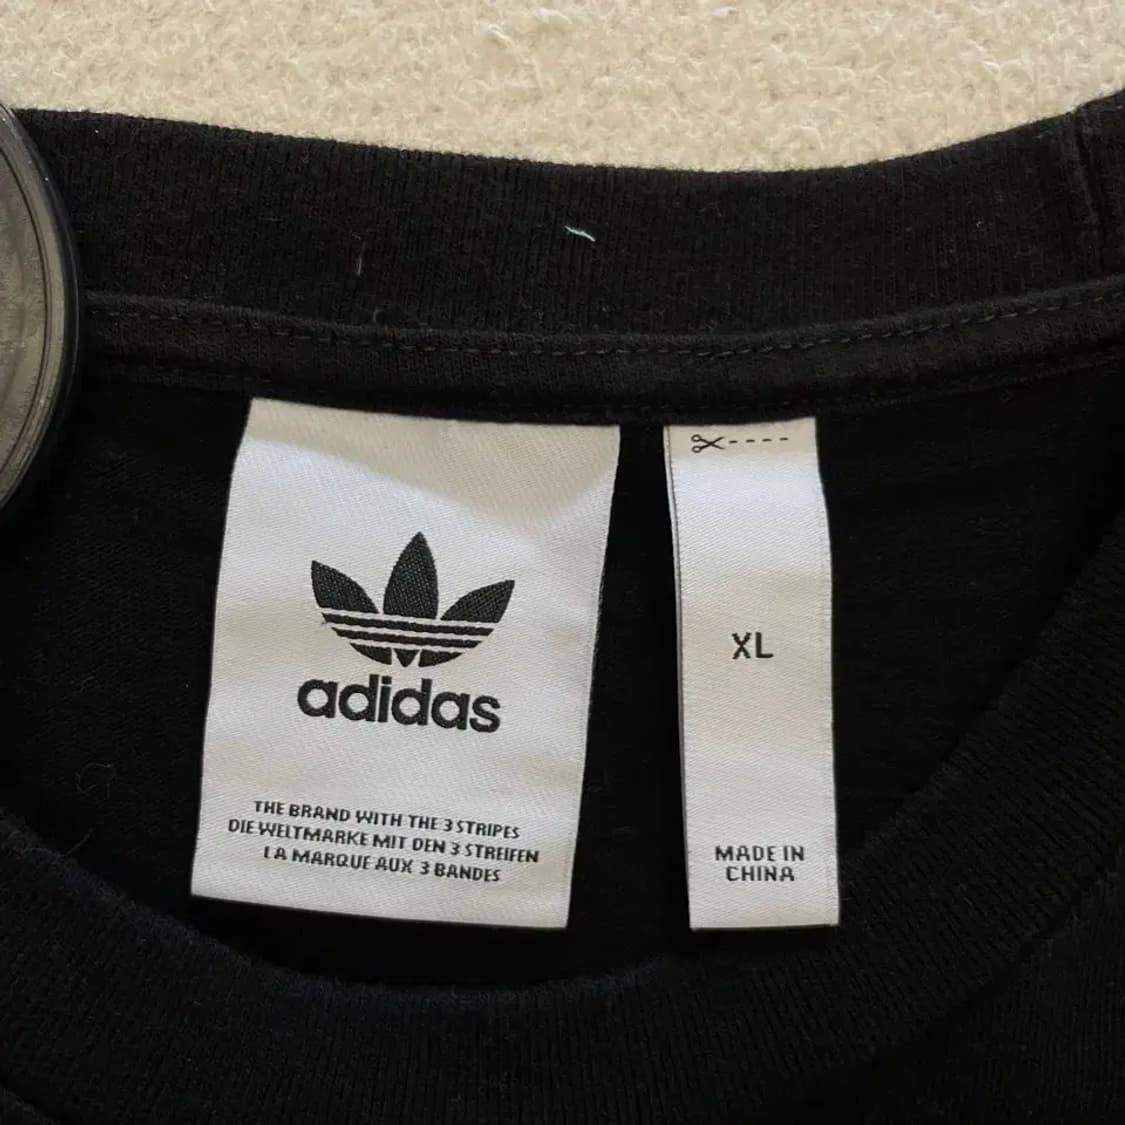 adidas
THE BRAND WITH THE 3 STRIPES
DIE WELTMARKE MIT DEN 3 STREIFEN
LA MARQUE AUX 3 BANDES
XL
MADE IN
CHINA